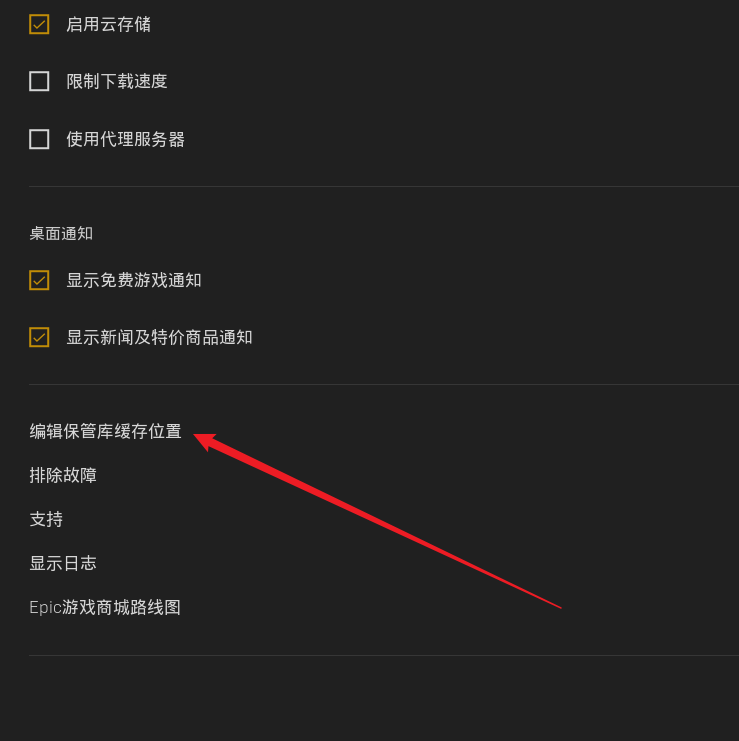 启用云存储
限制下载速度
使用代理服务器
桌面通知
显示免费游戏通知
显示新闻及特价商品通知
编辑保管库缓存位置
排除故障
支持
显示日志
Epic游戏商城路线图